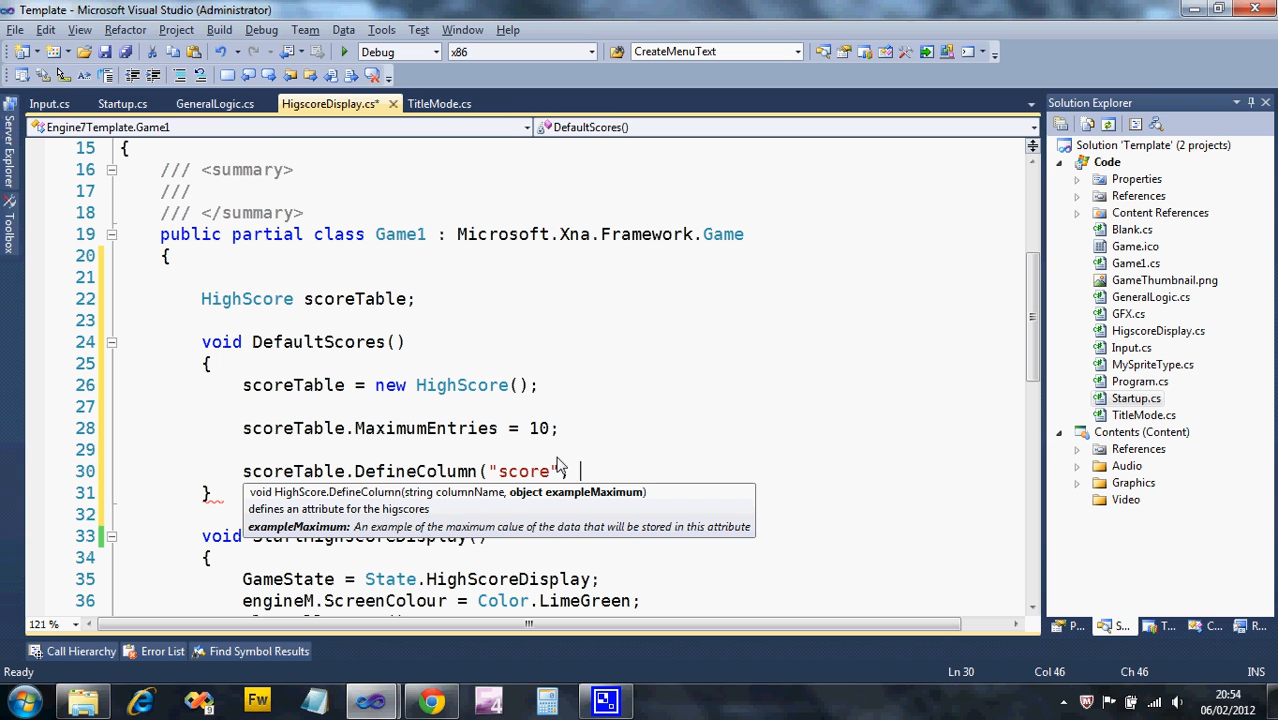 Template - Microsoft Visual Studio (Administrator)
File Edit View Refactor Project Build Debug Team Data Tools Test Window Help
Debug x86 CreateMenuText
Input.cs Startup.cs GeneralLogic.cs HigscoreDisplay.cs* TitleMode.cs
Engine7Template.Game1 DefaultScores()
15 {
16 /// <summary>
17 ///
18 /// </summary>
19 public partial class Game1 : Microsoft.Xna.Framework.Game
20 {
21
22 HighScore scoreTable;
23
24 void DefaultScores()
25 {
26 scoreTable = new HighScore();
27
28 scoreTable.MaximumEntries = 10;
29
30 scoreTable.DefineColumn("score",
31 }
void HighScore.DefineColumn(string columnName, object exampleMaximum)
defines an attribute for the higscores
exampleMaximum: An example of the maximum calue of the data that will be stored in this attribute
32
33 void StartHighScoreDisplay()
34 {
35 GameState = State.HighScoreDisplay;
36 engineM.ScreenColour = Color.LimeGreen;
121 %
Call Hierarchy Error List Find Symbol Results
Ready Ln 30 Col 46 Ch 46 INS
Server Explorer
Toolbox
Solution Explorer
Solution 'Template' (2 projects)
Code
Properties
References
Content References
Blank.cs
Game.ico
Game1.cs
GameThumbnail.png
GeneralLogic.cs
GFX.cs
HigscoreDisplay.cs
Input.cs
MySpriteType.cs
Program.cs
Startup.cs
TitleMode.cs
Contents (Content)
References
Audio
Graphics
Video
P... S... T... C... R...
Fw 4
20:54
06/02/2012